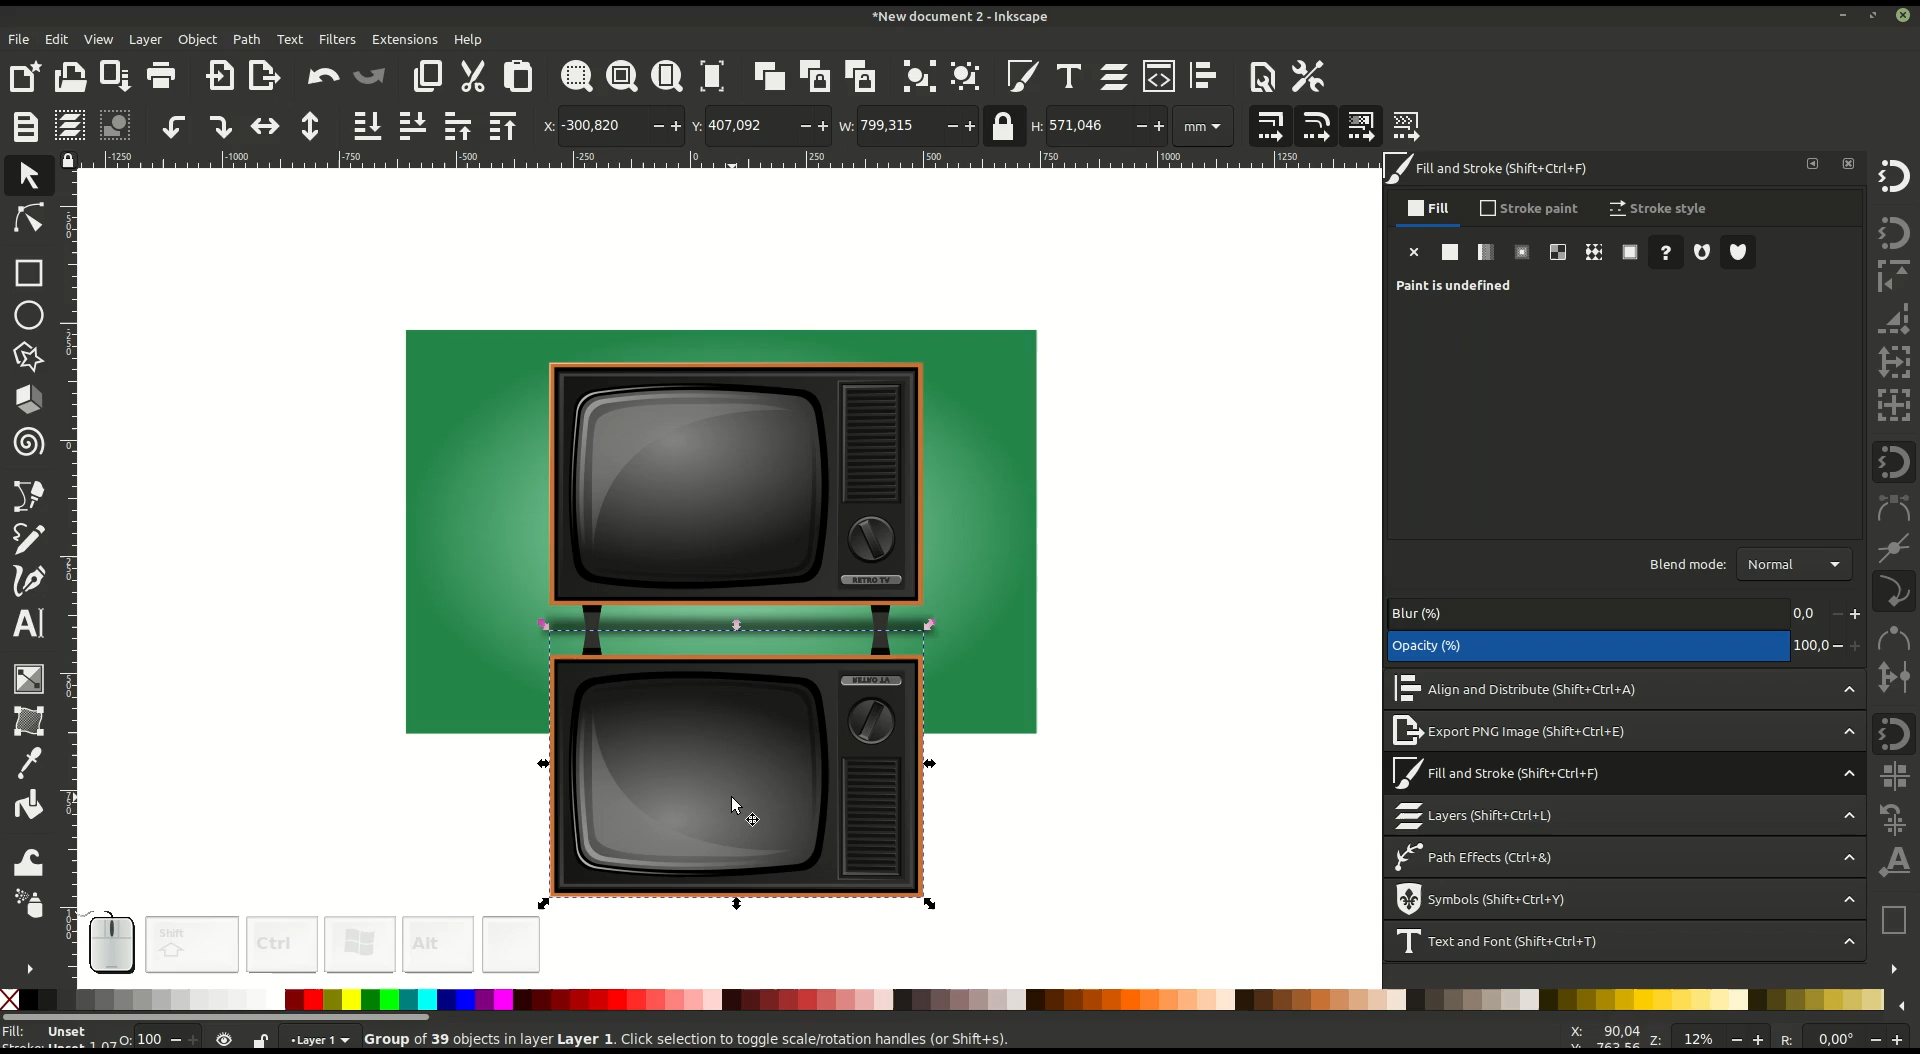 *New document 2 - Inkscape
File Edit View Layer Object Path Text Filters Extensions Help
X: -300,820 Y: 407,092 W: 799,315 H: 571,046 mm
-1250 -1000 -750 -500 -250 0 250 500 750 1000 1250
Fill and Stroke (Shift+Ctrl+F)
Fill Stroke paint Stroke style
?
Paint is undefined
RETRO TV
Blend mode: Normal
Blur (%) 0,0
Opacity (%) 100,0
Align and Distribute (Shift+Ctrl+A)
Export PNG Image (Shift+Ctrl+E)
Fill and Stroke (Shift+Ctrl+F)
Layers (Shift+Ctrl+L)
Path Effects (Ctrl+&)
Symbols (Shift+Ctrl+Y)
Text and Font (Shift+Ctrl+T)
Shift Ctrl Alt
Fill: Unset O: 100 Layer 1 Group of 39 objects in layer Layer 1. Click selection to toggle scale/rotation handles (or Shift+s). X: 90,04 Z: 12% R: 0,00°